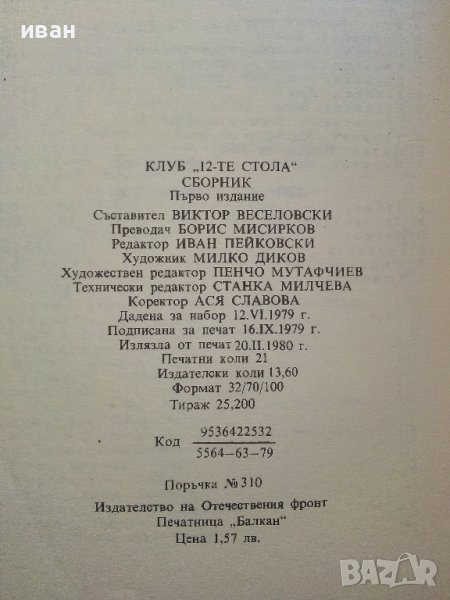 иван
КЛУБ „12-ТЕ СТОЛА“
СБОРНИК
Първо издание
Съставител ВИКТОР ВЕСЕЛОВСКИ
Преводач БОРИС МИСИРКОВ
Редактор ИВАН ПЕЙКОВСКИ
Художник МИЛКО ДИКОВ
Художествен редактор ПЕНЧО МУТАФЧИЕВ
Технически редактор СТАНКА МИЛЧЕВА
Коректор АСЯ СЛАВОВА
Дадена за набор 12.VI.1979 г.
Подписана за печат 16.IX.1979 г.
Излязла от печат 20.II.1980 г.
Печатни коли 21
Издателски коли 13,60
Формат 32/70/100
Тираж 25,200
Код 9536422532
5564-63-79
Поръчка №310
Издателство на Отечествения фронт
Печатница „Балкан“
Цена 1,57 лв.
BAZAR